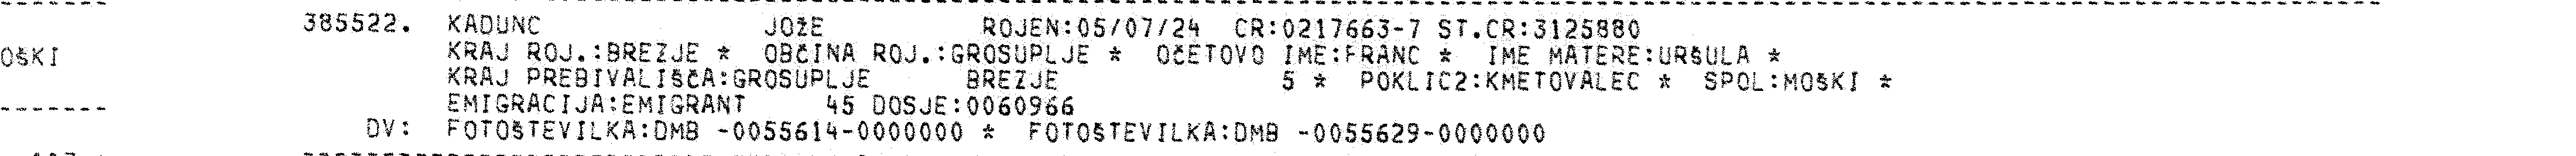 385522. KADUNC JOŽE ROJEN:05/07/24 CR:0217663-7 ŠT.CR:3125880
OŠKI KRAJ ROJ.:BREZJE * OBČINA ROJ.:GROSUPLJE * OČETOVO IME:FRANC * IME MATERE:URŠULA *
KRAJ PREBIVALIŠČA:GROSUPLJE BREZJE 5 * POKLIC2:KMETOVALEC * SPOL:MOŠKI *
EMIGRACIJA:EMIGRANT 45 DOSJE:0060966
DV: FOTOŠTEVILKA:DMB -0055614-0000000 * FOTOŠTEVILKA:DMB -0055629-0000000